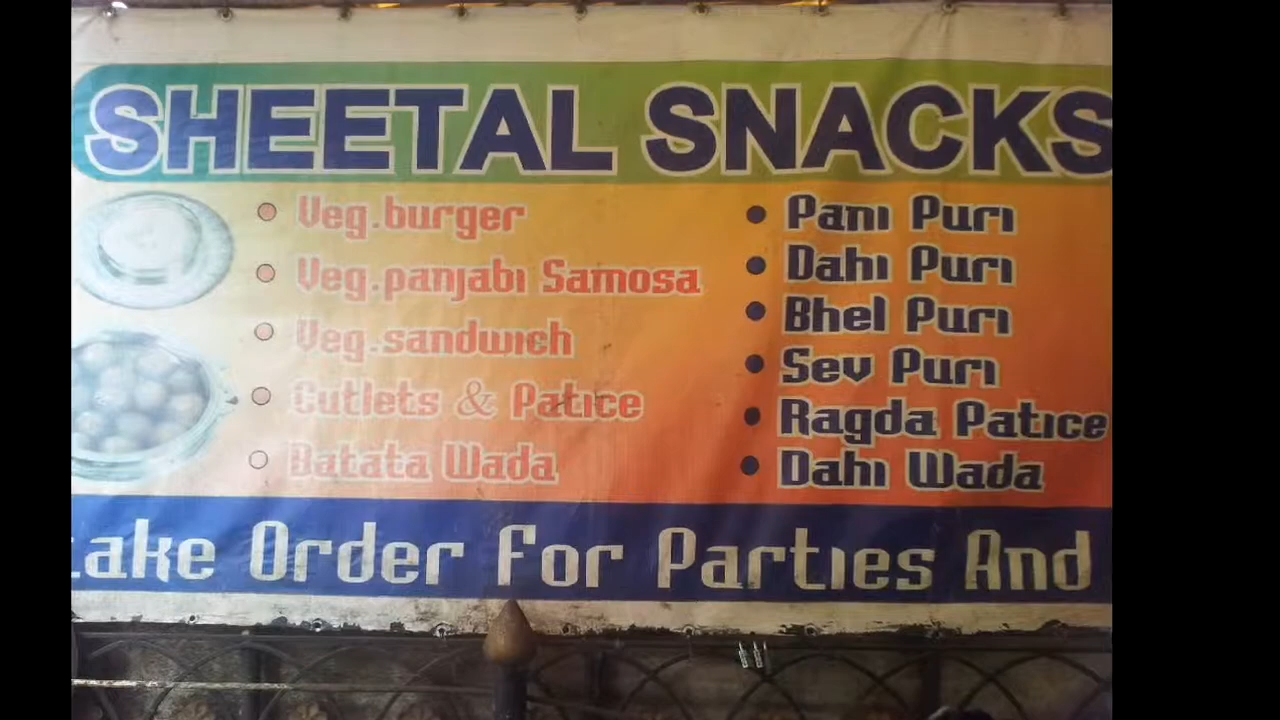 SHEETAL SNACKS
Veg.burger
Veg.panjabi Samosa
Veg.sandwich
Cutlets & Patice
Batata Wada
Pani Puri
Dahi Puri
Bhel Puri
Sev Puri
Ragda Patice
Dahi Wada
take Order For Parties And